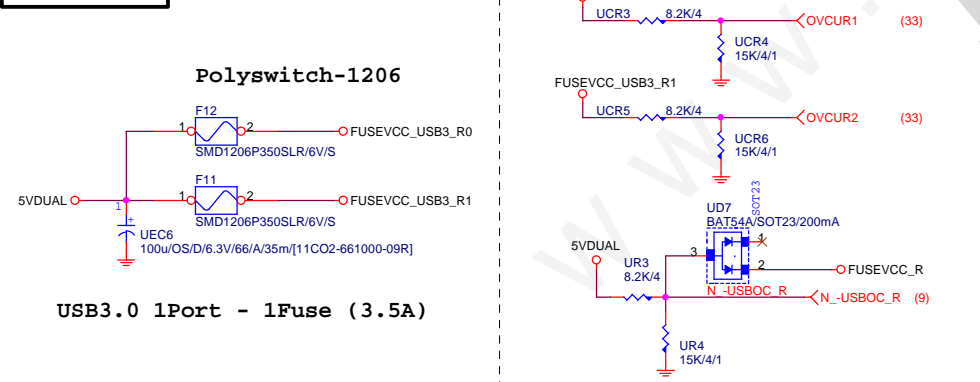 Polyswitch-1206
F12
1
2
FUSEVCC_USB3_R0
SMD1206P350SLR/6V/S
F11
5VDUAL
1
2
FUSEVCC_USB3_R1
SMD1206P350SLR/6V/S
1
+
UEC6
100u/OS/D/6.3V/66/A/35m/[11CO2-661000-09R]
USB3.0 1Port - 1Fuse (3.5A)
UCR3
8.2K/4
OVCUR1
(33)
UCR4
15K/4/1
FUSEVCC_USB3_R1
UCR5
8.2K/4
OVCUR2
(33)
UCR6
15K/4/1
SOT23
UD7
BAT54A/SOT23/200mA
5VDUAL
1
3
UR3
8.2K/4
2
FUSEVCC_R
N_-USBOC_R
N_-USBOC_R
(9)
UR4
15K/4/1
w w w .